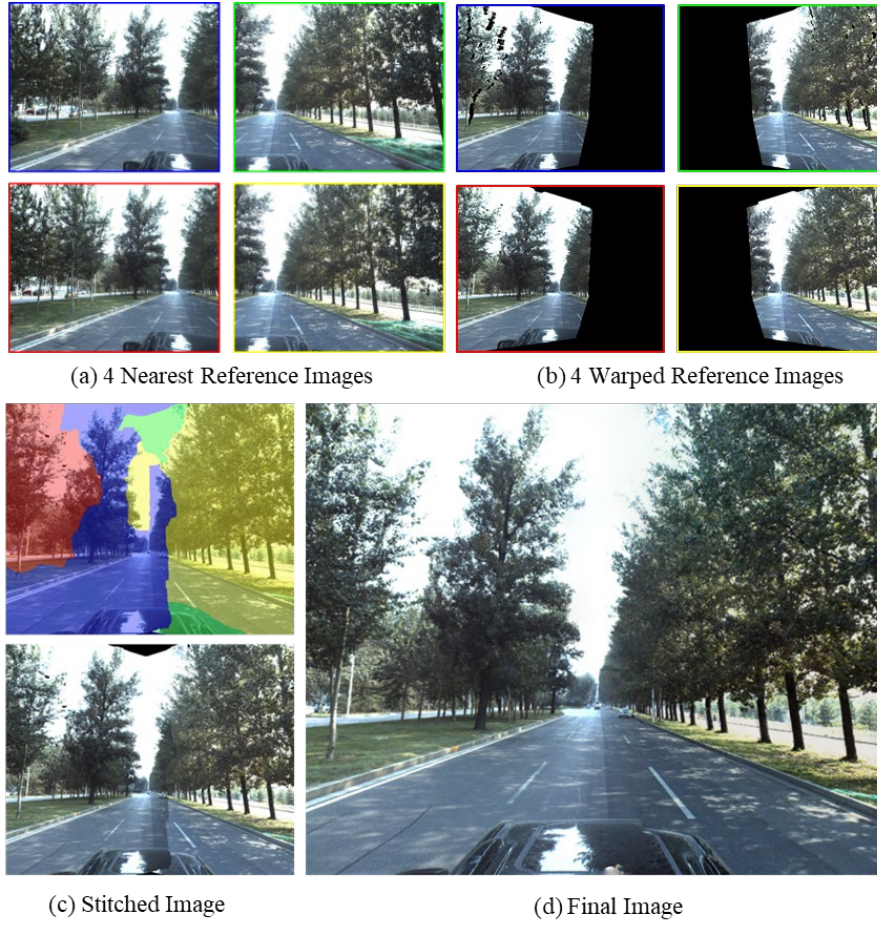 (a) 4 Nearest Reference Images
(b) 4 Warped Reference Images
(c) Stitched Image
(d) Final Image